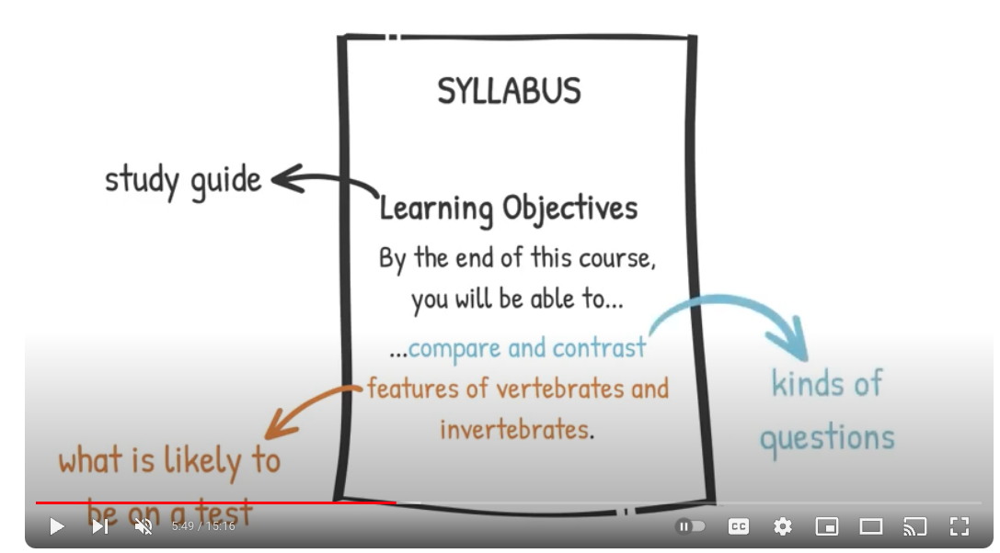 SYLLABUS
study guide
Learning Objectives
By the end of this course,
you will be able to...
...compare and contrast
features of vertebrates and
invertebrates.
kinds of
questions
what is likely to
be on a test
5:49 / 15:16
CC